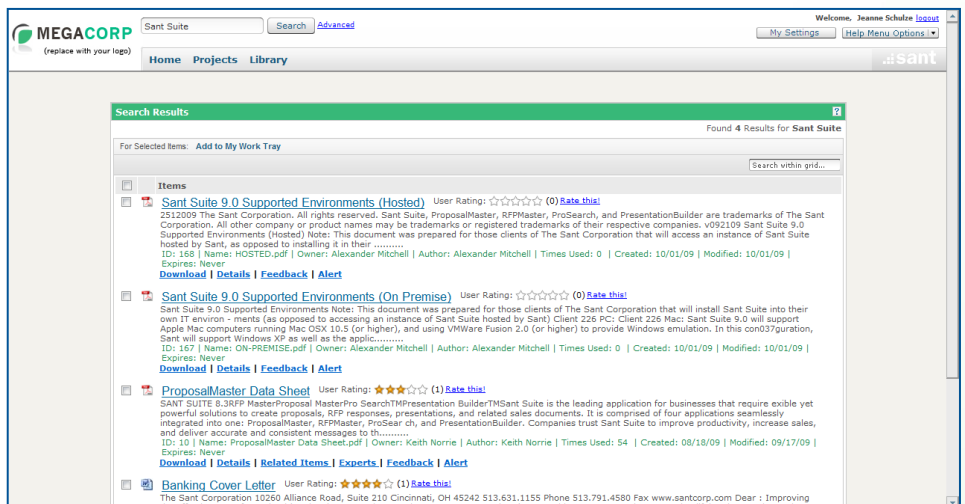 MEGACORP
(replace with your logo)
Sant Suite
Search
Advanced
Welcome, Jeanne Schulze logout
My Settings
Help Menu Options
Home Projects Library
.:isant
Search Results
?
Found 4 Results for Sant Suite
For Selected Items: Add to My Work Tray
Search within grid...
Items
Sant Suite 9.0 Supported Environments (Hosted) User Rating: (0) Rate this!
2512009 The Sant Corporation. All rights reserved. Sant Suite, ProposalMaster, RFPMaster, ProSearch, and PresentationBuilder are trademarks of The Sant
Corporation. All other company or product names may be trademarks or registered trademarks of their respective companies. v092109 Sant Suite 9.0
Supported Environments (Hosted) Note: This document was prepared for those clients of The Sant Corporation that will access an instance of Sant Suite
hosted by Sant, as opposed to installing it in their ..........
ID: 168 | Name: HOSTED.pdf | Owner: Alexander Mitchell | Author: Alexander Mitchell | Times Used: 0 | Created: 10/01/09 | Modified: 10/01/09 |
Expires: Never
Download | Details | Feedback | Alert
Sant Suite 9.0 Supported Environments (On Premise) User Rating: (0) Rate this!
Sant Suite 9.0 Supported Environments Note: This document was prepared for those clients of The Sant Corporation that will install Sant Suite into their
own IT environ - ments (as opposed to accessing an instance of Sant Suite hosted by Sant) Client 226 PC: Client 226 Mac: Sant Suite 9.0 will support
Apple Mac computers running Mac OSX 10.5 (or higher), and using VMWare Fusion 2.0 (or higher) to provide Windows emulation. In this con037guration,
Sant will support Windows XP as well as the applic..........
ID: 167 | Name: ON-PREMISE.pdf | Owner: Alexander Mitchell | Author: Alexander Mitchell | Times Used: 0 | Created: 10/01/09 | Modified: 10/01/09 |
Expires: Never
Download | Details | Feedback | Alert
ProposalMaster Data Sheet User Rating: (1) Rate this!
SANT SUITE 8.3RFP MasterProposal MasterPro SearchTMPresentation BuilderTMSant Suite is the leading application for businesses that require exible yet
powerful solutions to create proposals, RFP responses, presentations, and related sales documents. It is comprised of four applications seamlessly
integrated into one: ProposalMaster, RFPMaster, ProSear ch, and PresentationBuilder. Companies trust Sant Suite to improve productivity, increase sales,
and deliver accurate and consistent messages to th..........
ID: 10 | Name: ProposalMaster Data Sheet.pdf | Owner: Keith Norrie | Author: Keith Norrie | Times Used: 54 | Created: 08/18/09 | Modified: 09/17/09 |
Expires: Never
Download | Details | Related Items | Experts | Feedback | Alert
Banking Cover Letter User Rating: (1) Rate this!
The Sant Corporation 10260 Alliance Road, Suite 210 Cincinnati, OH 45242 513.631.1155 Phone 513.791.4580 Fax www.santcorp.com Dear : Improving